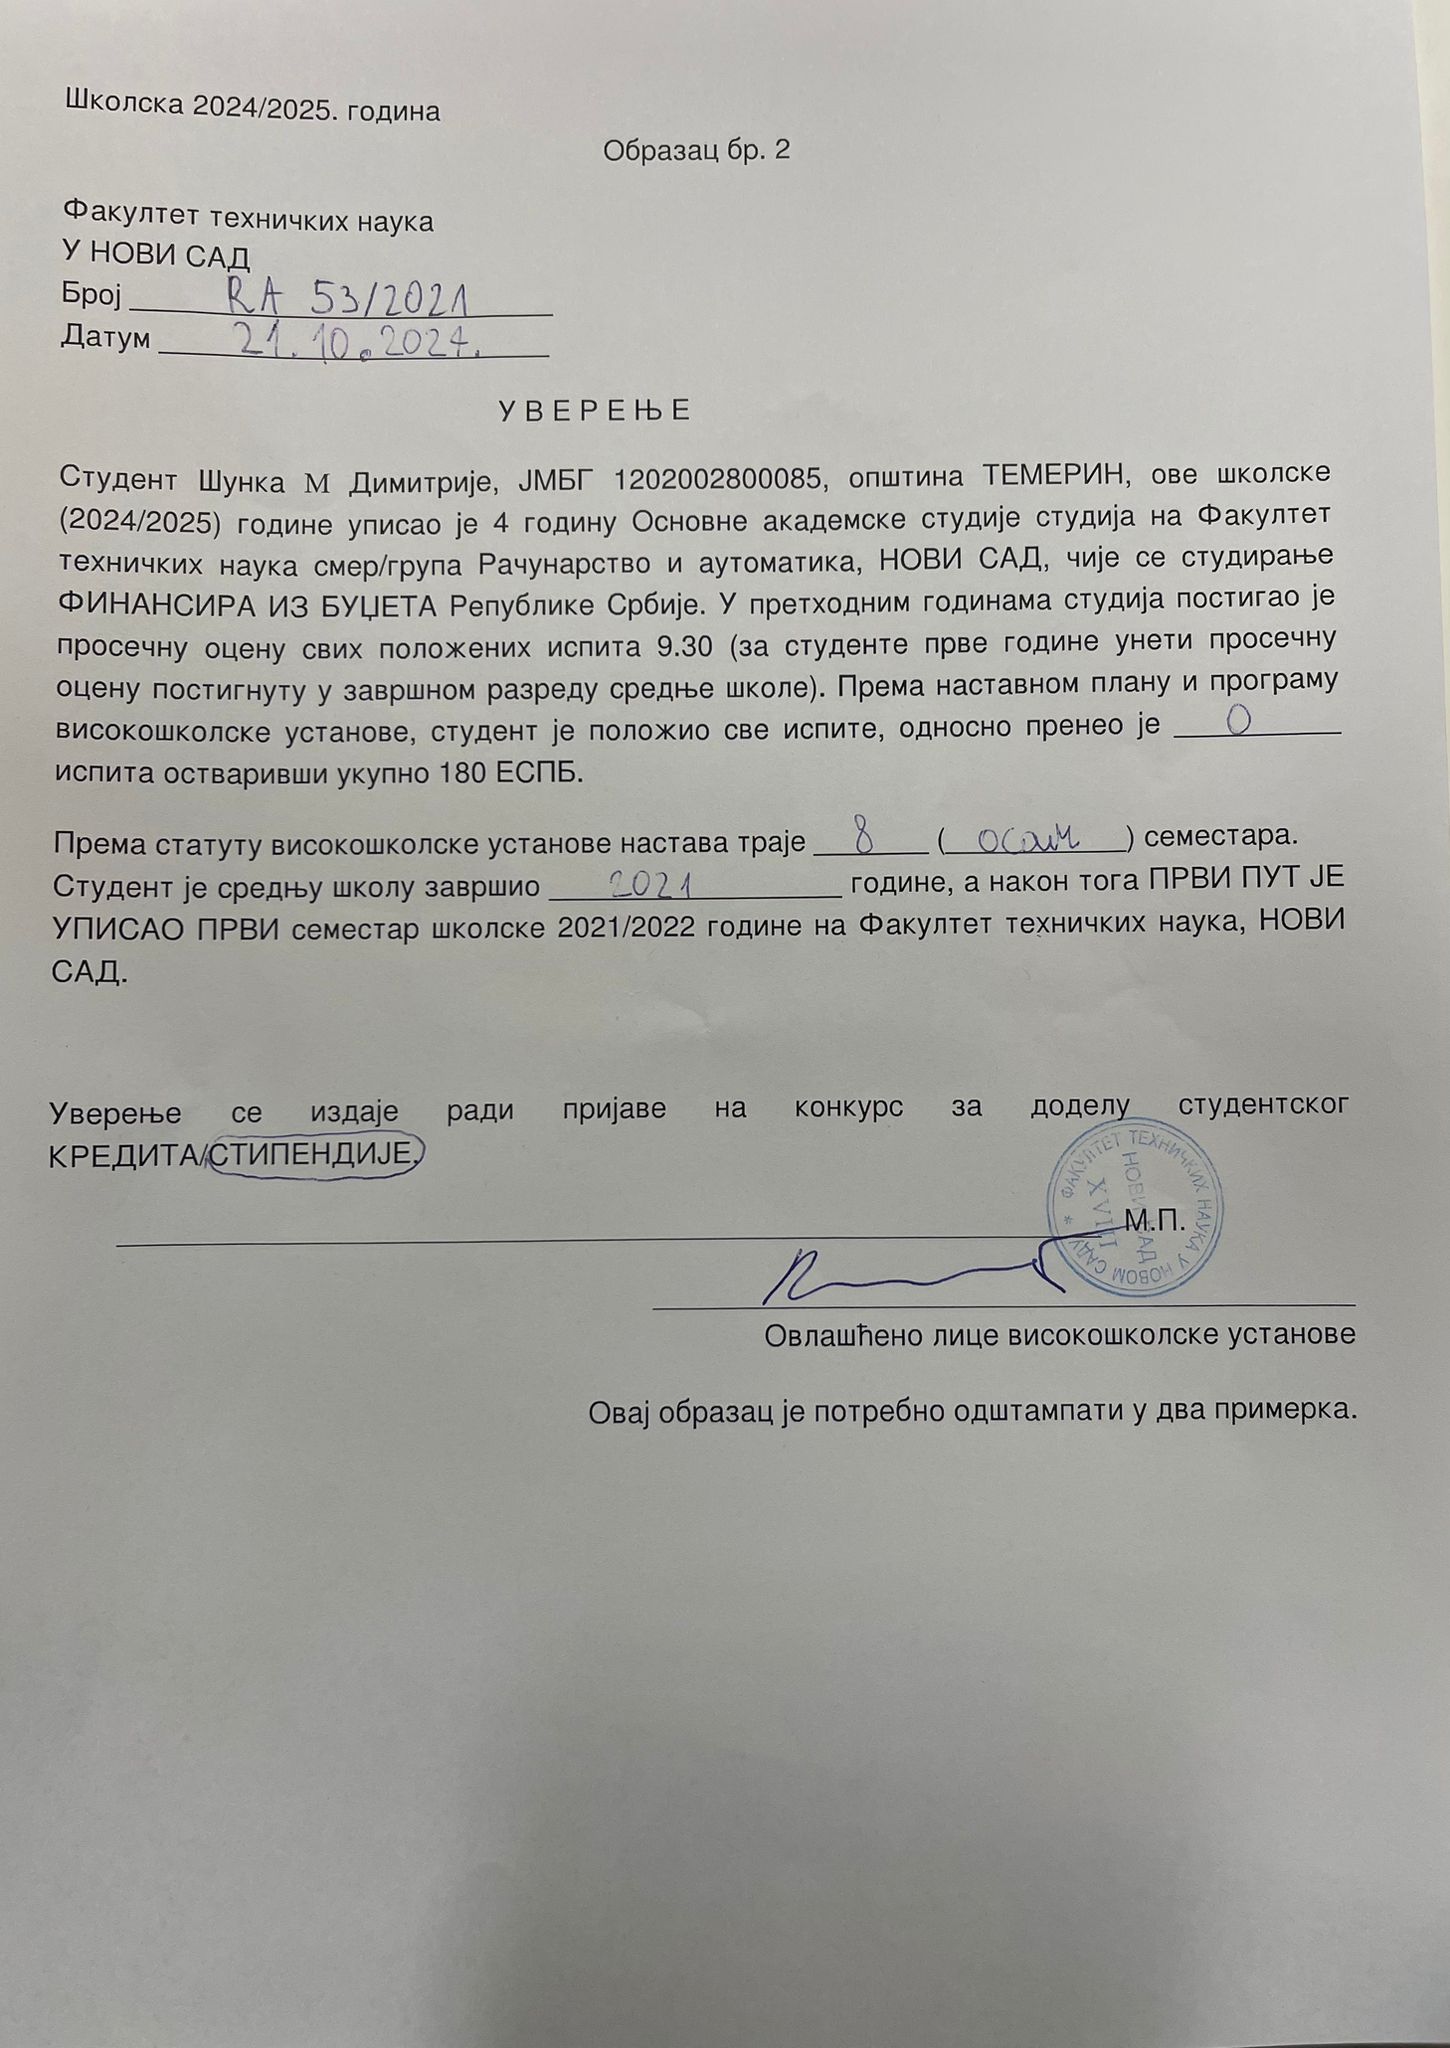 Школска 2024/2025. година
Образац бр. 2
Факултет техничких наука
У НОВИ САД
Број RA 53/2021
Датум 21.10.2024.
УВЕРЕЊЕ
Студент Шунка М Димитрије, ЈМБГ 1202002800085, општина ТЕМЕРИН, ове школске
(2024/2025) године уписао је 4 годину Основне академске студије студија на Факултет
техничких наука смер/група Рачунарство и аутоматика, НОВИ САД, чије се студирање
ФИНАНСИРА ИЗ БУЏЕТА Републике Србије. У претходним годинама студија постигао је
просечну оцену свих положених испита 9.30 (за студенте прве године унети просечну
оцену постигнуту у завршном разреду средње школе). Према наставном плану и програму
високошколске установе, студент је положио све испите, односно пренео је 0
испита остваривши укупно 180 ЕСПБ.
Према статуту високошколске установе настава траје 8 ( осам ) семестара.
Студент је средњу школу завршио 2021 године, а након тога ПРВИ ПУТ ЈЕ
УПИСАО ПРВИ семестар школске 2021/2022 године на Факултет техничких наука, НОВИ
САД.
Уверење се издаје ради пријаве на конкурс за доделу студентског
КРЕДИТА/СТИПЕНДИЈЕ.
ФАКУЛТЕТ ТЕХНИЧКИХ НАУКА У НОВОМ САДУ *
НОВИ САД
XVIII
М.П.
Овлашћено лице високошколске установе
Овај образац је потребно одштампати у два примерка.